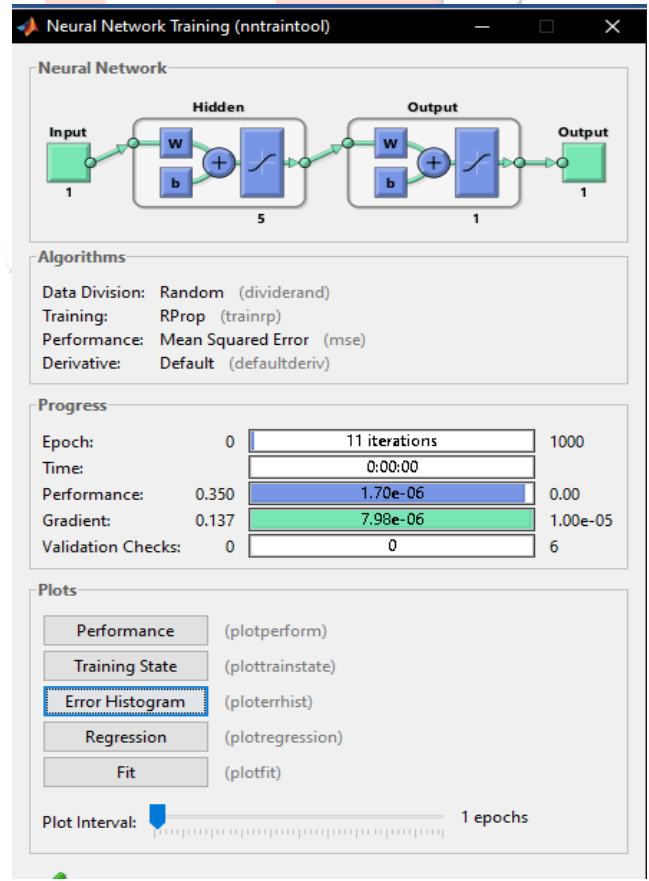 Neural Network Training (nntraintool)
Neural Network
Hidden
Output
Input
W
b
W
b
Output
1
5
1
1
Algorithms
Data Division: Random (dividerand)
Training: RProp (trainrp)
Performance: Mean Squared Error (mse)
Derivative: Default (defaultderiv)
Progress
Epoch: 0 11 iterations 1000
Time: 0:00:00
Performance: 0.350 1.70e-06 0.00
Gradient: 0.137 7.98e-06 1.00e-05
Validation Checks: 0 0 6
Plots
Performance (plotperform)
Training State (plottrainstate)
Error Histogram (ploterrhist)
Regression (plotregression)
Fit (plotfit)
Plot Interval: 1 epochs